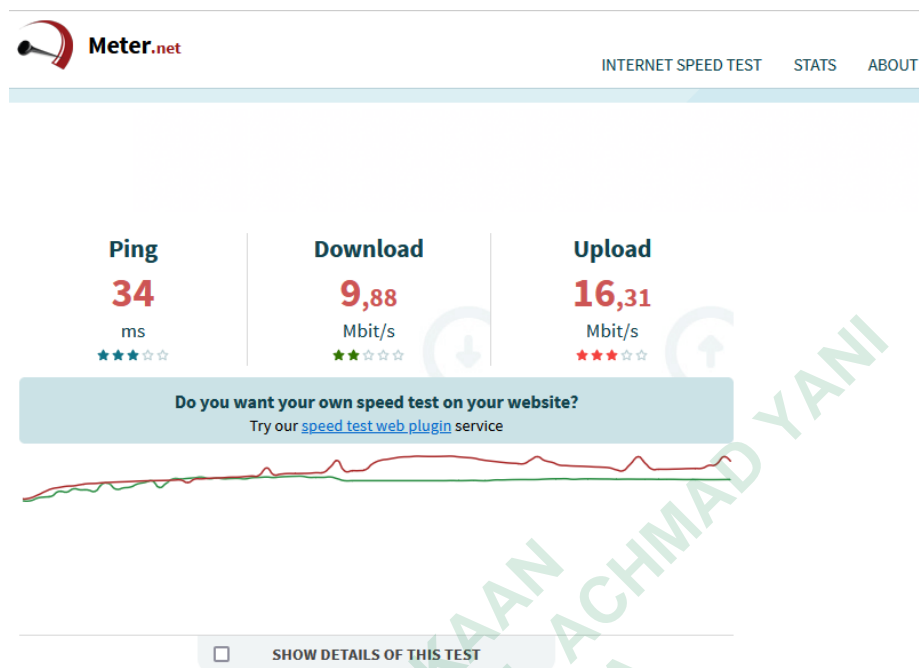 Meter.net
INTERNET SPEED TEST STATS ABOUT
Ping Download Upload
34 9,88 16,31
ms Mbit/s Mbit/s
Do you want your own speed test on your website?
Try our speed test web plugin service
SHOW DETAILS OF THIS TEST
KAAN
ACHMAD YANI